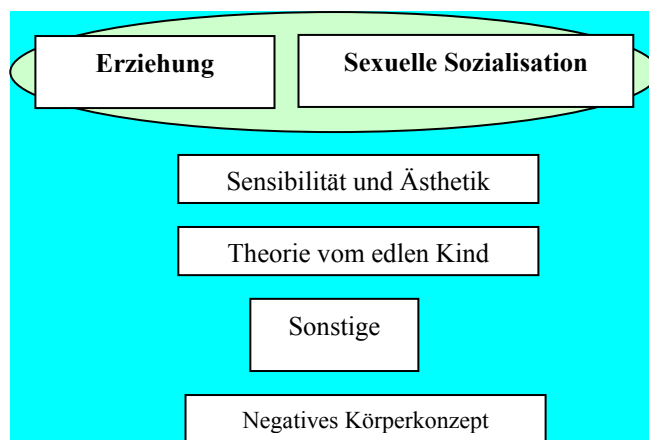 Erziehung
Sexuelle Sozialisation
Sensibilität und Ästhetik
Theorie vom edlen Kind
Sonstige
Negatives Körperkonzept